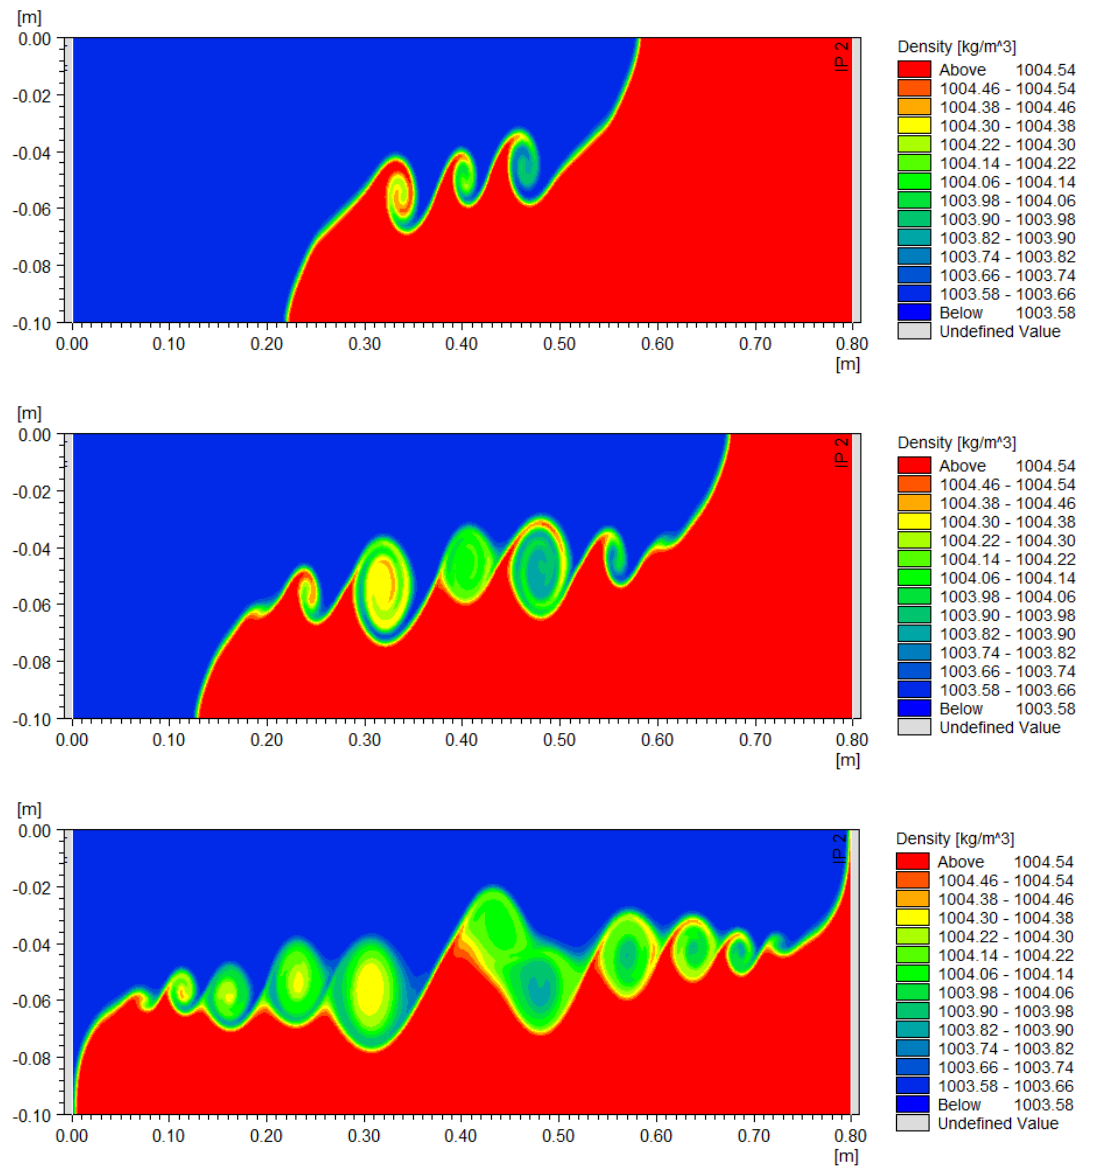 [m]
0.00
-0.02
-0.04
-0.06
-0.08
-0.10
0.00 0.10 0.20 0.30 0.40 0.50 0.60 0.70 0.80
[m]
IP 2
Density [kg/m^3]
Above 1004.54
1004.46 - 1004.54
1004.38 - 1004.46
1004.30 - 1004.38
1004.22 - 1004.30
1004.14 - 1004.22
1004.06 - 1004.14
1003.98 - 1004.06
1003.90 - 1003.98
1003.82 - 1003.90
1003.74 - 1003.82
1003.66 - 1003.74
1003.58 - 1003.66
Below 1003.58
Undefined Value
[m]
0.00
-0.02
-0.04
-0.06
-0.08
-0.10
0.00 0.10 0.20 0.30 0.40 0.50 0.60 0.70 0.80
[m]
IP 2
Density [kg/m^3]
Above 1004.54
1004.46 - 1004.54
1004.38 - 1004.46
1004.30 - 1004.38
1004.22 - 1004.30
1004.14 - 1004.22
1004.06 - 1004.14
1003.98 - 1004.06
1003.90 - 1003.98
1003.82 - 1003.90
1003.74 - 1003.82
1003.66 - 1003.74
1003.58 - 1003.66
Below 1003.58
Undefined Value
[m]
0.00
-0.02
-0.04
-0.06
-0.08
-0.10
0.00 0.10 0.20 0.30 0.40 0.50 0.60 0.70 0.80
[m]
IP 2
Density [kg/m^3]
Above 1004.54
1004.46 - 1004.54
1004.38 - 1004.46
1004.30 - 1004.38
1004.22 - 1004.30
1004.14 - 1004.22
1004.06 - 1004.14
1003.98 - 1004.06
1003.90 - 1003.98
1003.82 - 1003.90
1003.74 - 1003.82
1003.66 - 1003.74
1003.58 - 1003.66
Below 1003.58
Undefined Value